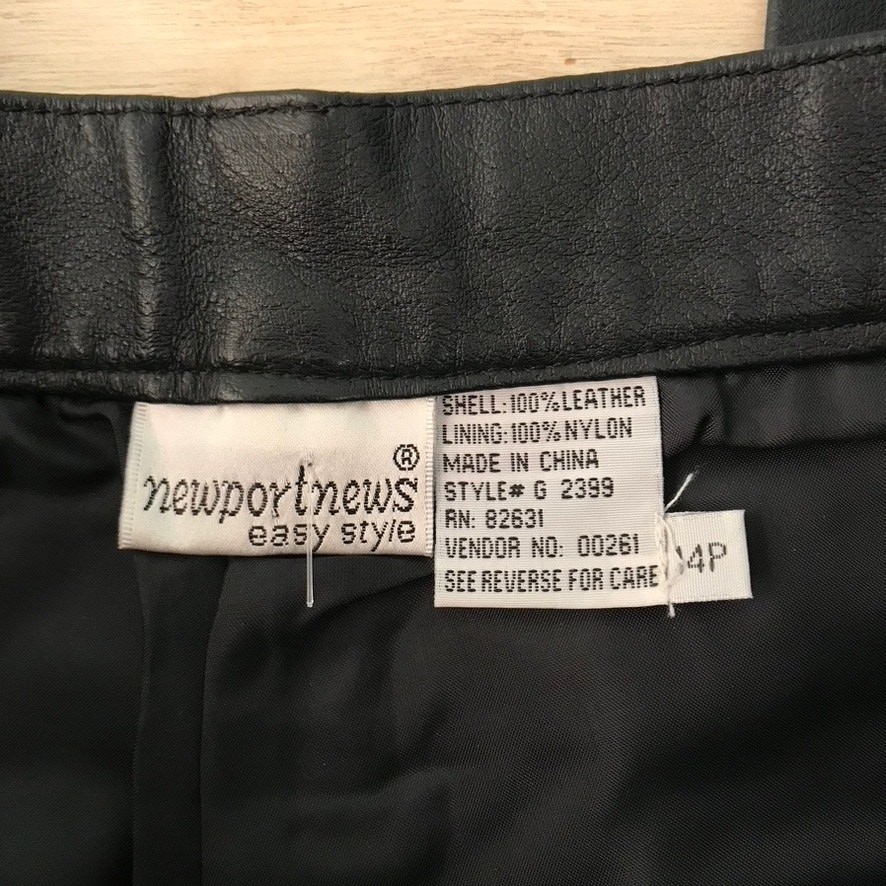 newportnews®
easy style
SHELL: 100% LEATHER
LINING: 100% NYLON
MADE IN CHINA
STYLE# G 2399
RN: 82631
VENDOR NO: 00261
SEE REVERSE FOR CARE
14P